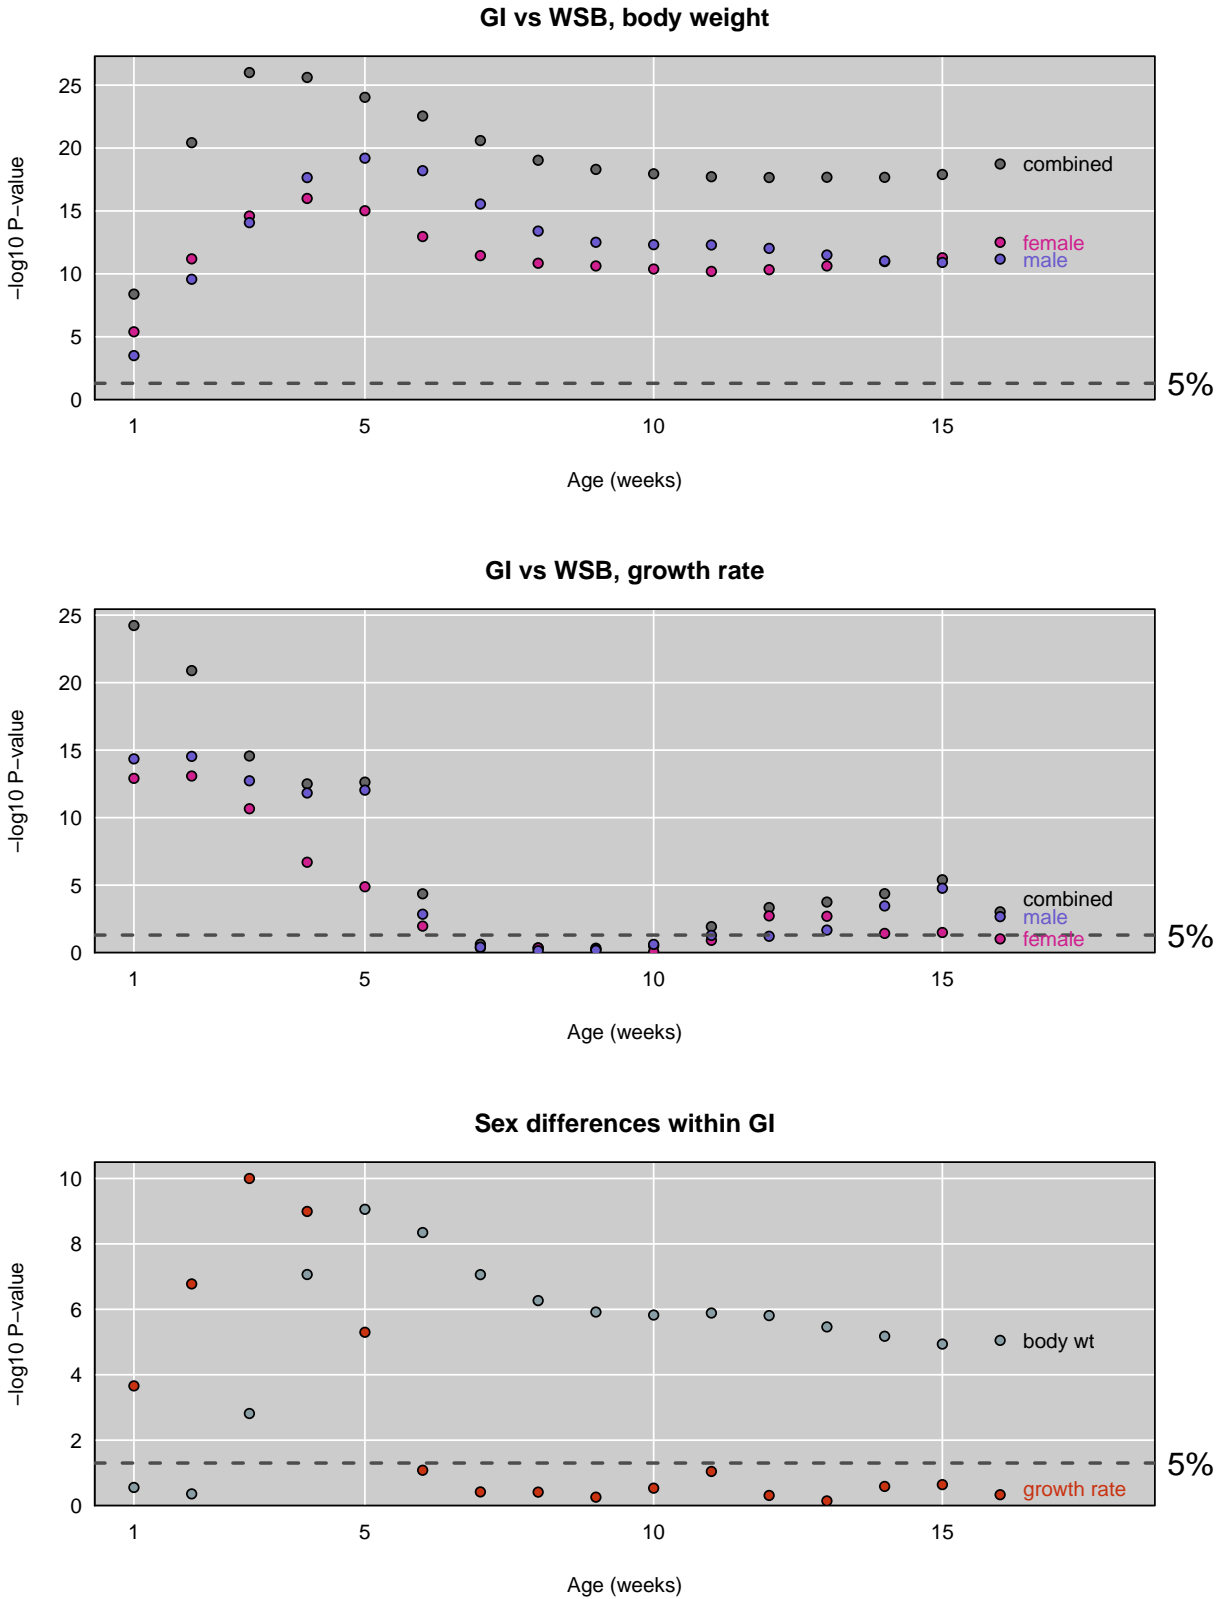 GI vs WSB, body weight
25
20
15
10
5
0
−log10 P−value
combined
female
male
5%
1
5
10
15
Age (weeks)
GI vs WSB, growth rate
25
20
15
10
5
0
−log10 P−value
combined
male
female
5%
1
5
10
15
Age (weeks)
Sex differences within GI
10
8
6
4
2
0
−log10 P−value
body wt
5%
growth rate
1
5
10
15
Age (weeks)